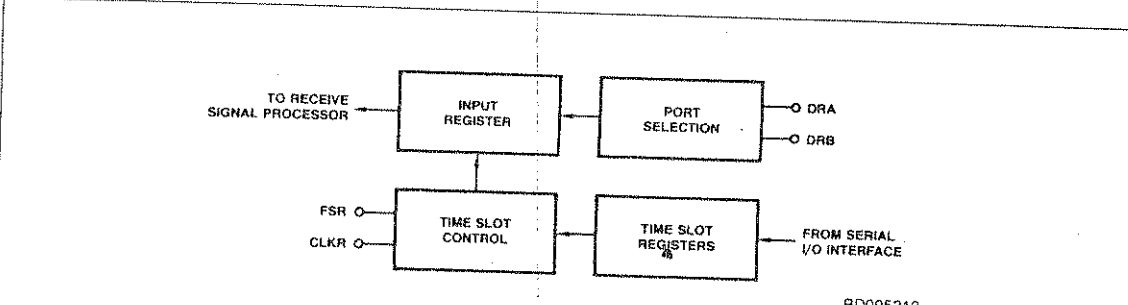 TO RECEIVE
SIGNAL PROCESSOR
INPUT
REGISTER
PORT
SELECTION
DRA
DRB
FSR
CLKR
TIME SLOT
CONTROL
TIME SLOT
REGISTERS
FROM SERIAL
I/O INTERFACE